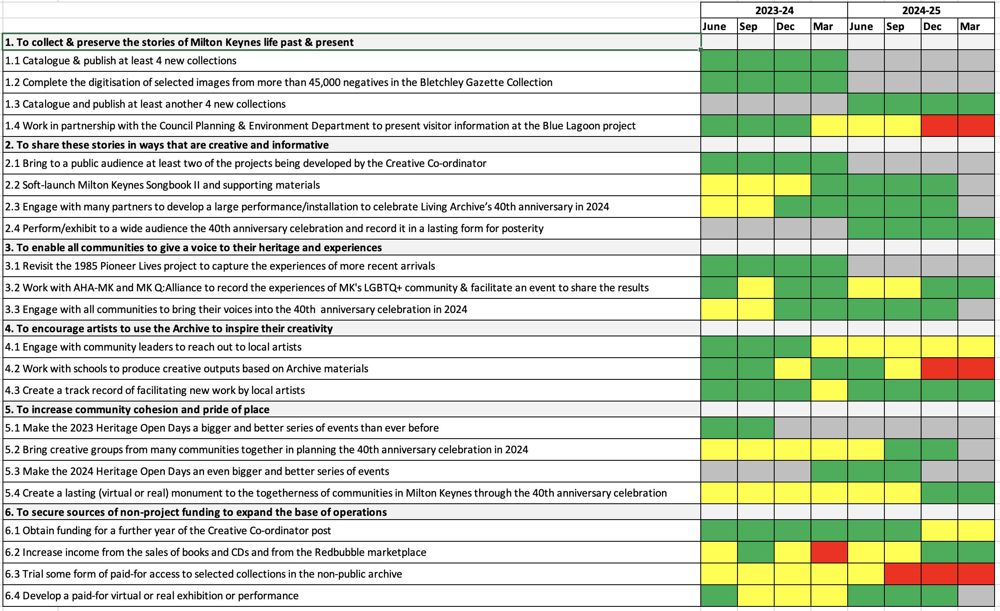 2023-24 2024-25
June Sep Dec Mar June Sep Dec Mar
1. To collect & preserve the stories of Milton Keynes life past & present
1.1 Catalogue & publish at least 4 new collections
1.2 Complete the digitisation of selected images from more than 45,000 negatives in the Bletchley Gazette Collection
1.3 Catalogue and publish at least another 4 new collections
1.4 Work in partnership with the Council Planning & Environment Department to present visitor information at the Blue Lagoon project
2. To share these stories in ways that are creative and informative
2.1 Bring to a public audience at least two of the projects being developed by the Creative Co-ordinator
2.2 Soft-launch Milton Keynes Songbook II and supporting materials
2.3 Engage with many partners to develop a large performance/installation to celebrate Living Archive’s 40th anniversary in 2024
2.4 Perform/exhibit to a wide audience the 40th anniversary celebration and record it in a lasting form for posterity
3. To enable all communities to give a voice to their heritage and experiences
3.1 Revisit the 1985 Pioneer Lives project to capture the experiences of more recent arrivals
3.2 Work with AHA-MK and MK Q:Alliance to record the experiences of MK's LGBTQ+ community & facilitate an event to share the results
3.3 Engage with all communities to bring their voices into the 40th  anniversary celebration in 2024
4. To encourage artists to use the Archive to inspire their creativity
4.1 Engage with community leaders to reach out to local artists
4.2 Work with schools to produce creative outputs based on Archive materials
4.3 Create a track record of facilitating new work by local artists
5. To increase community cohesion and pride of place
5.1 Make the 2023 Heritage Open Days a bigger and better series of events than ever before
5.2 Bring creative groups from many communities together in planning the 40th anniversary celebration in 2024
5.3 Make the 2024 Heritage Open Days an even bigger and better series of events
5.4 Create a lasting (virtual or real) monument to the togetherness of communities in Milton Keynes through the 40th anniversary celebration
6. To secure sources of non-project funding to expand the base of operations
6.1 Obtain funding for a further year of the Creative Co-ordinator post
6.2 Increase income from the sales of books and CDs and from the Redbubble marketplace
6.3 Trial some form of paid-for access to selected collections in the non-public archive
6.4 Develop a paid-for virtual or real exhibition or performance